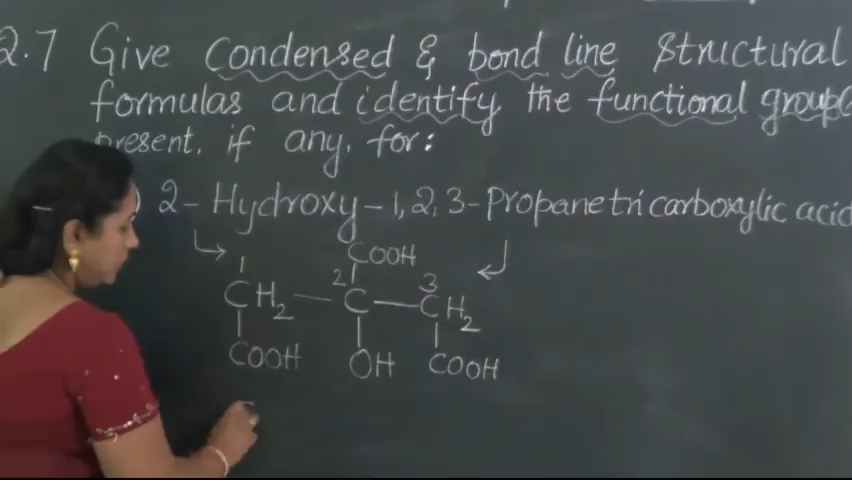 2.7 Give condensed & bond line structural
formulas and identify the functional group(
present, if any, for:
) 2-Hydroxy-1,2,3-Propanetricarboxylic acid
COOH
1 2 3
CH2—C—CH2
COOH OH COOH